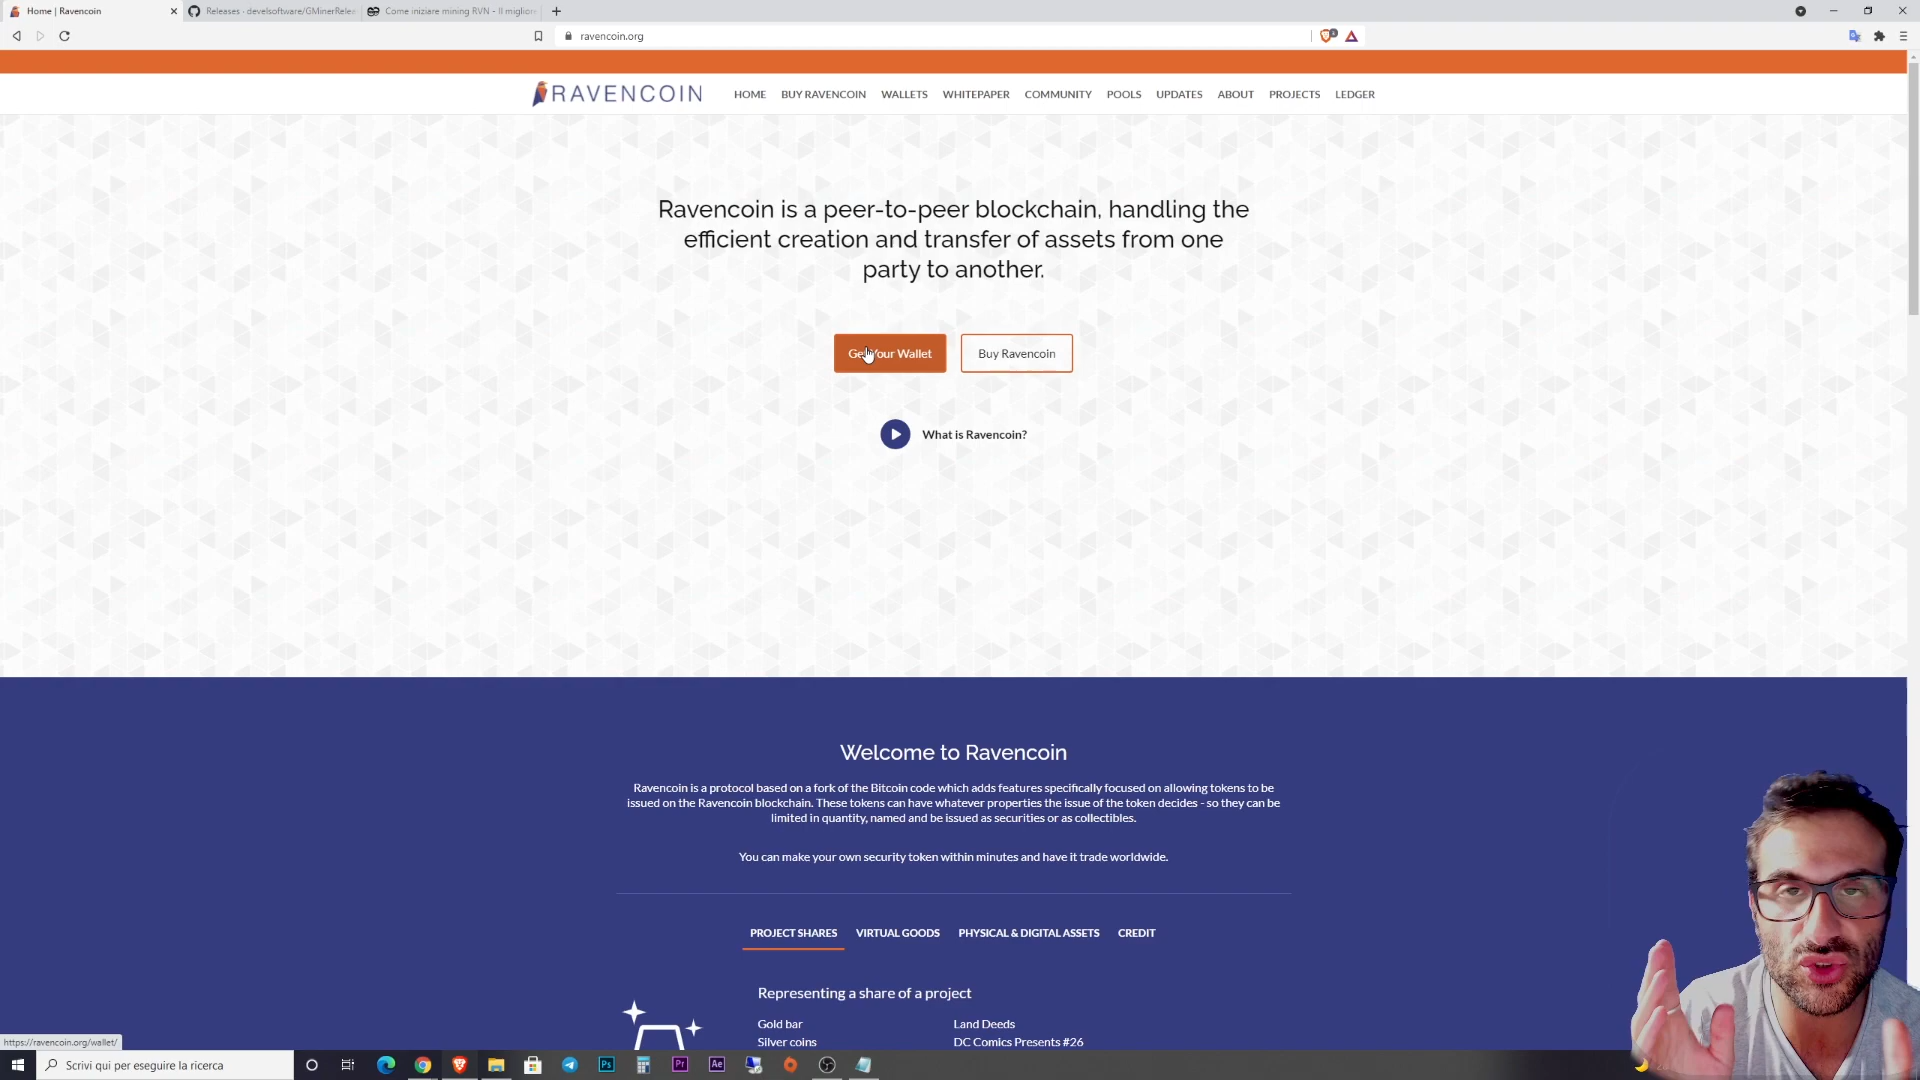 Home | Ravencoin
Releases · develsoftware/GMinerRelea
Come iniziare mining RVN - Il miglior
ravencoin.org
RAVENCOIN
HOME BUY RAVENCOIN WALLETS WHITEPAPER COMMUNITY POOLS UPDATES ABOUT PROJECTS LEDGER
Ravencoin is a peer-to-peer blockchain, handling the
efficient creation and transfer of assets from one
party to another.
Get Your Wallet
Buy Ravencoin
What is Ravencoin?
Welcome to Ravencoin
Ravencoin is a protocol based on a fork of the Bitcoin code which adds features specifically focused on allowing tokens to be
issued on the Ravencoin blockchain. These tokens can have whatever properties the issue of the token decides - so they can be
limited in quantity, named and be issued as securities or as collectibles.
You can make your own security token within minutes and have it trade worldwide.
PROJECT SHARES VIRTUAL GOODS PHYSICAL & DIGITAL ASSETS CREDIT
Representing a share of a project
Gold bar
Land Deeds
Silver coins
DC Comics Presents #26
https://ravencoin.org/wallet/
Scrivi qui per eseguire la ricerca
Ps
Pr
Ae